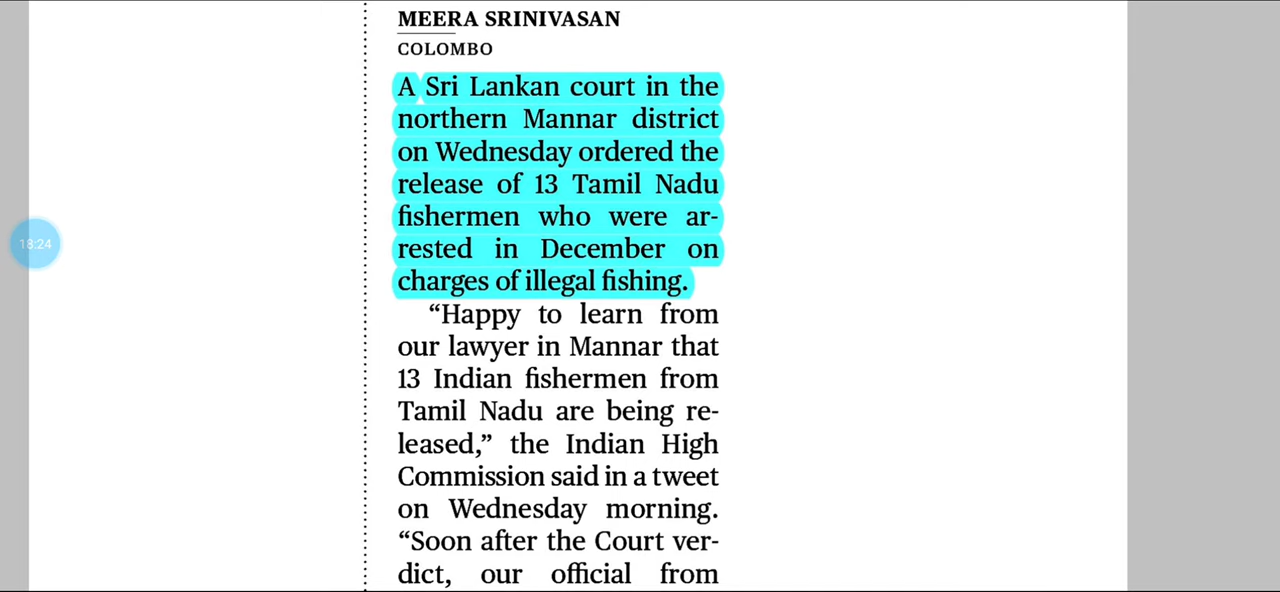 MEERA SRINIVASAN
COLOMBO
A Sri Lankan court in the
northern Mannar district
on Wednesday ordered the
release of 13 Tamil Nadu
fishermen who were ar-
rested in December on
charges of illegal fishing.
“Happy to learn from
our lawyer in Mannar that
13 Indian fishermen from
Tamil Nadu are being re-
leased,” the Indian High
Commission said in a tweet
on Wednesday morning.
“Soon after the Court ver-
dict, our official from
18:24